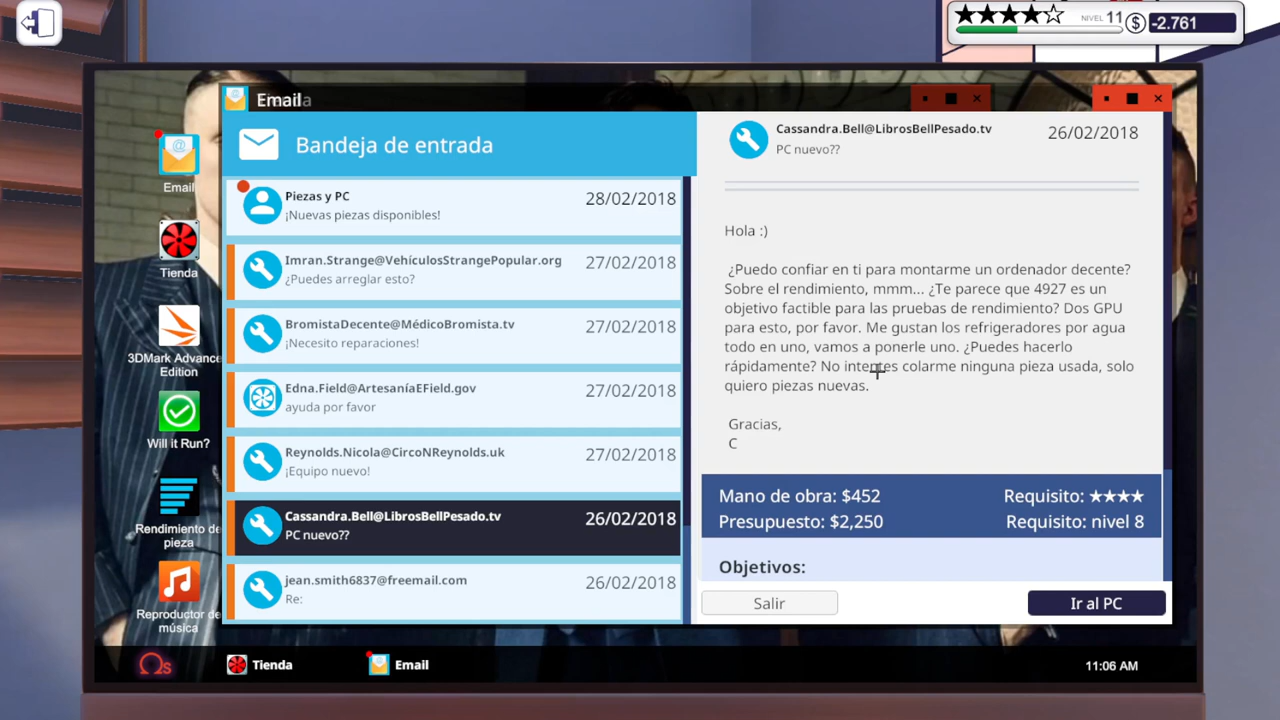 NIVEL 11
$ -2.761
Emaila
Bandeja de entrada
Piezas y PC
28/02/2018
¡Nuevas piezas disponibles!
Imran.Strange@VehículosStrangePopular.org
27/02/2018
¿Puedes arreglar esto?
BromistaDecente@MédicoBromista.tv
27/02/2018
¡Necesito reparaciones!
Edna.Field@ArtesaníaEField.gov
27/02/2018
ayuda por favor
Reynolds.Nicola@CircoNReynolds.uk
27/02/2018
¡Equipo nuevo!
Cassandra.Bell@LibrosBellPesado.tv
26/02/2018
PC nuevo??
jean.smith6837@freemail.com
26/02/2018
Re:
Cassandra.Bell@LibrosBellPesado.tv
26/02/2018
PC nuevo??
Hola :)
¿Puedo confiar en ti para montarme un ordenador decente?
Sobre el rendimiento, mmm... ¿Te parece que 4927 es un
objetivo factible para las pruebas de rendimiento? Dos GPU
para esto, por favor. Me gustan los refrigeradores por agua
todo en uno, vamos a ponerle uno. ¿Puedes hacerlo
rápidamente? No intentes colarme ninguna pieza usada, solo
quiero piezas nuevas.
Gracias,
C
Mano de obra: $452
Requisito: ★★★★
Presupuesto: $2,250
Requisito: nivel 8
Objetivos:
Salir
Ir al PC
Email
Tienda
3DMark Advance
Edition
Will it Run?
Rendimiento de
pieza
Reproductor de
música
Ωs
Tienda
Email
11:06 AM